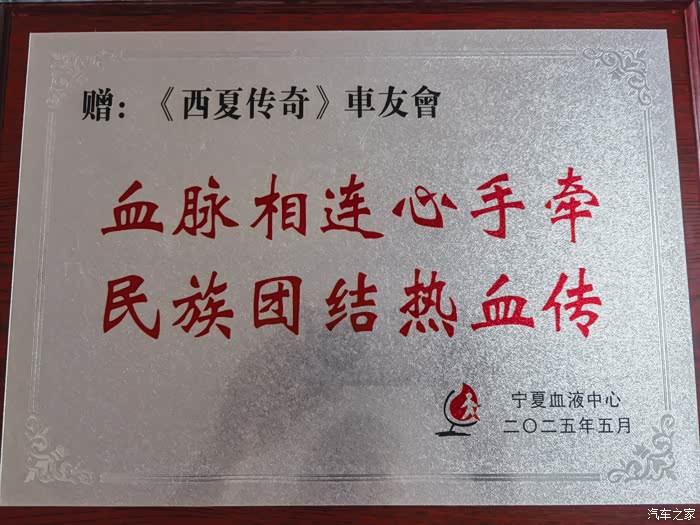 赠：《西夏传奇》車友會
血脉相连心手牵
民族团结热血传
宁夏血液中心
二〇二五年五月
汽车之家